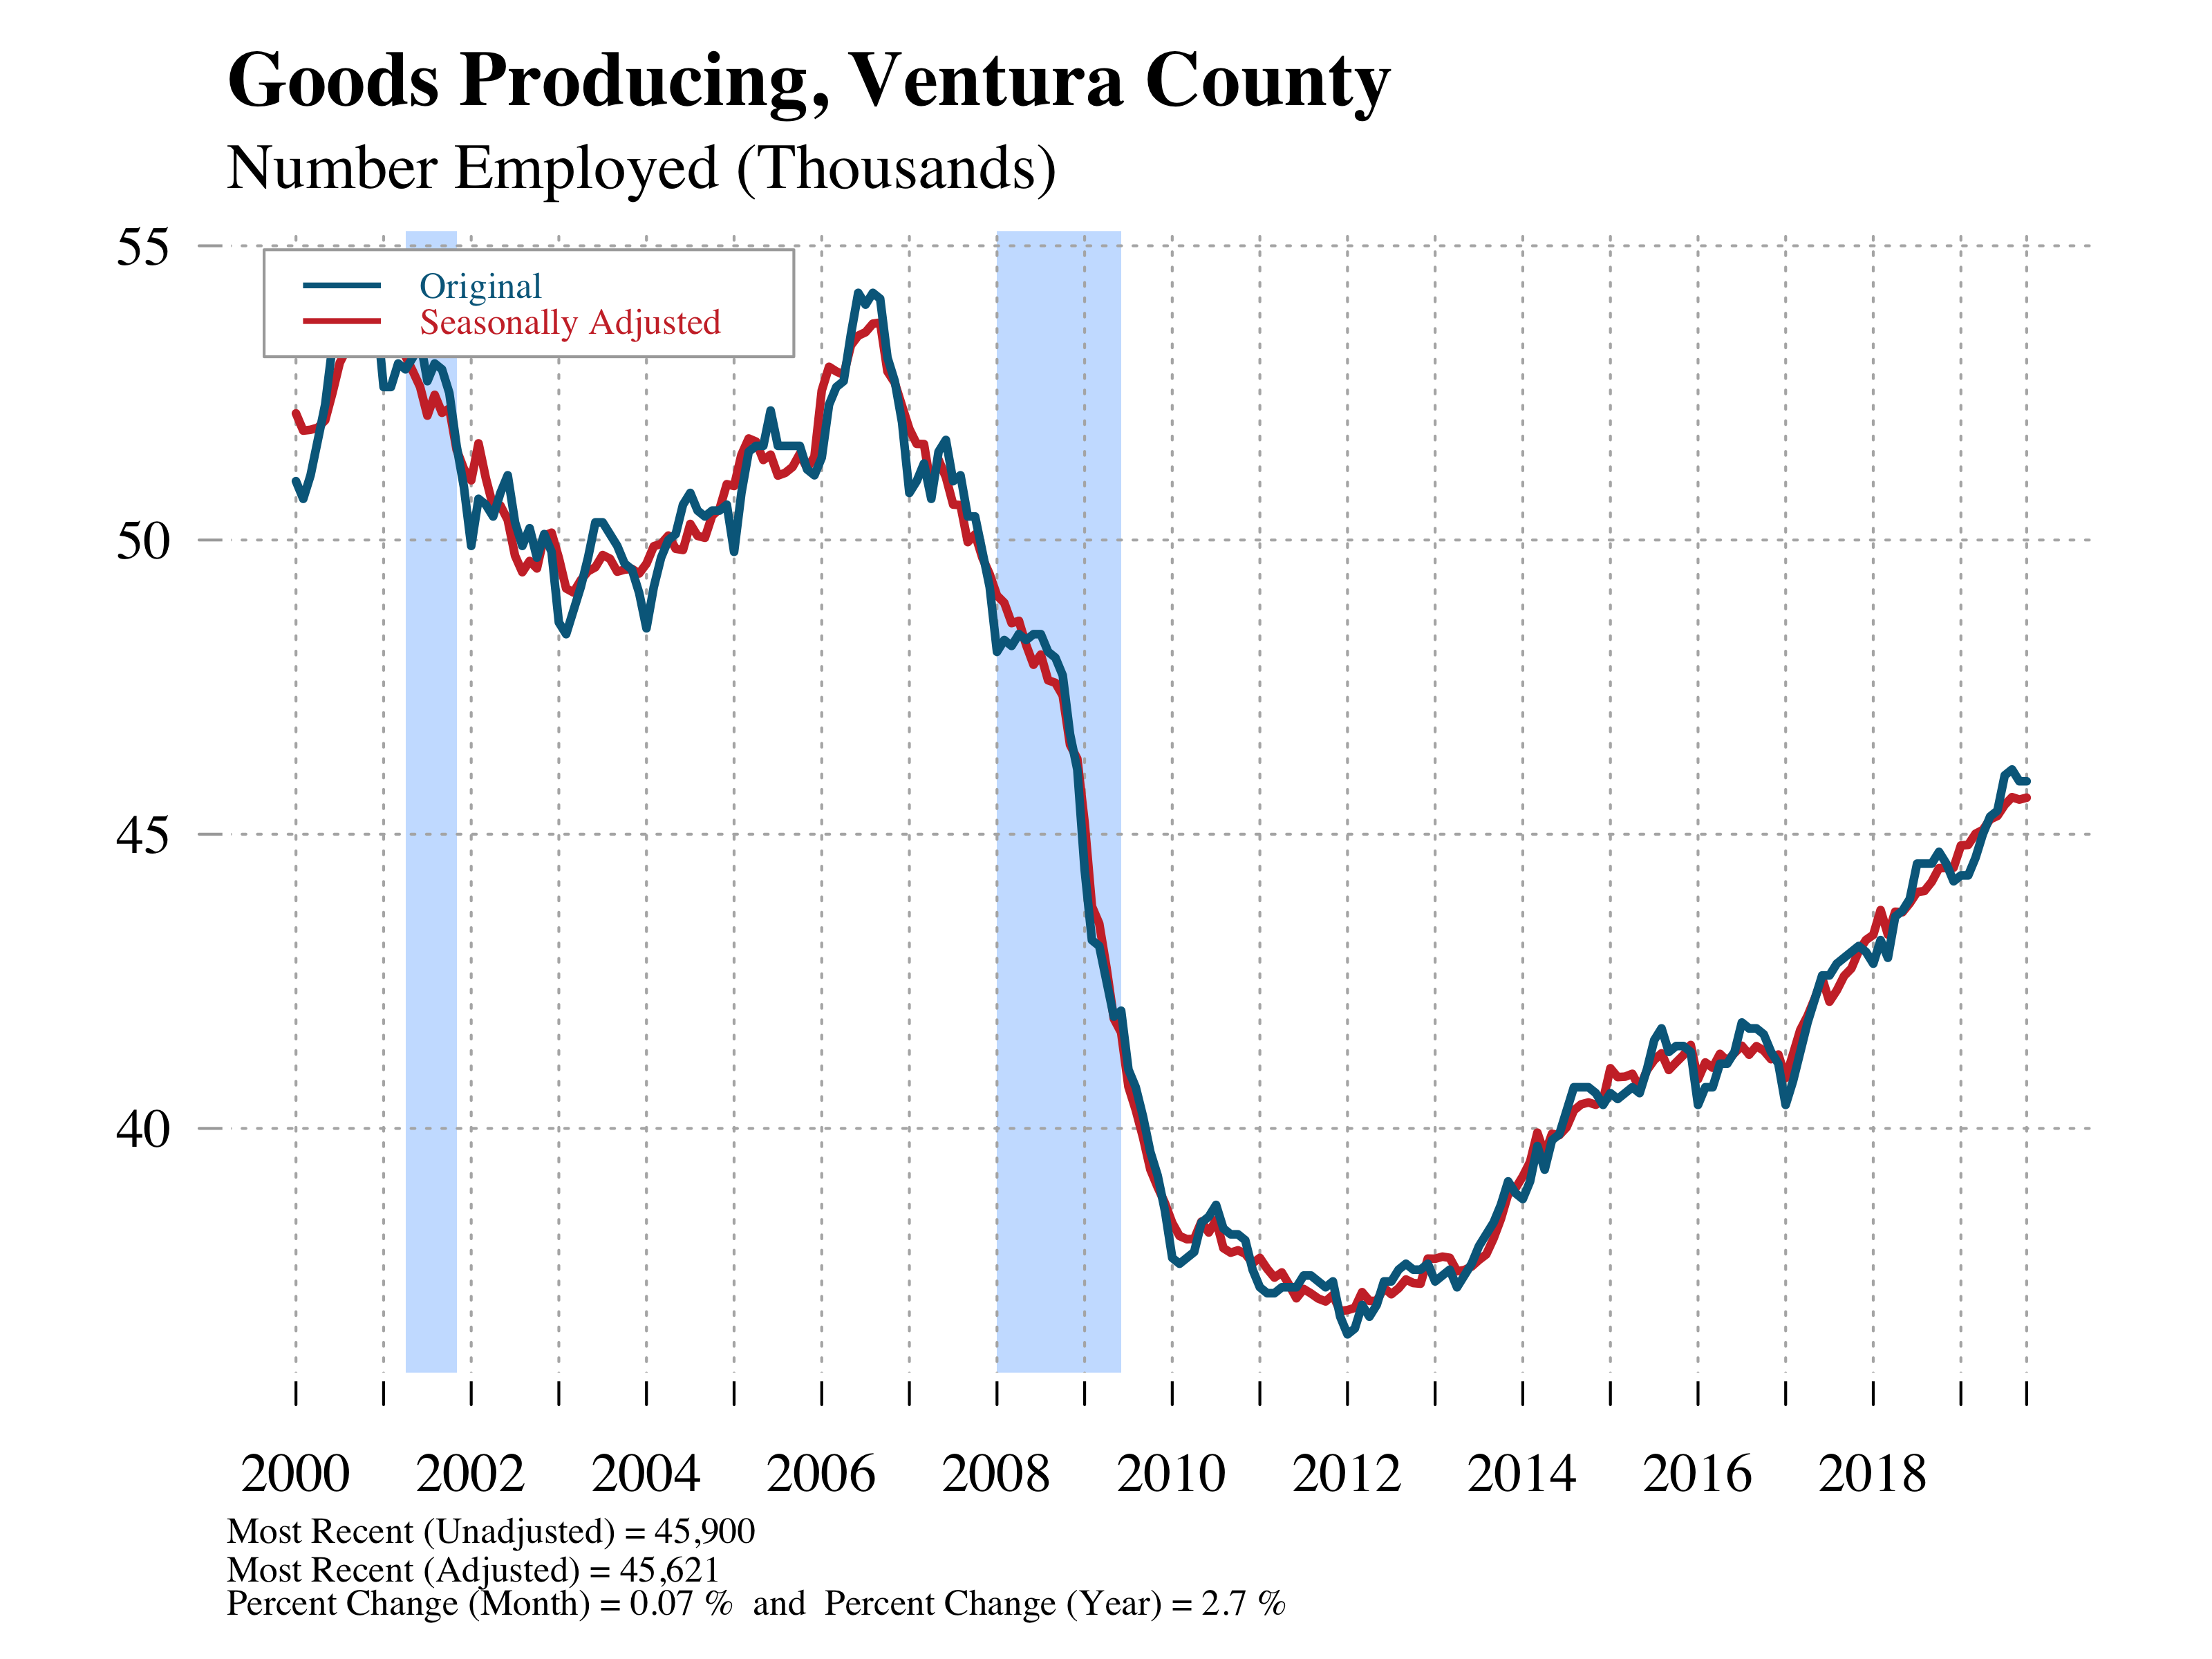 Goods Producing, Ventura County
Number Employed (Thousands)
55
Original
Seasonally Adjusted
50
45
40
2000 2002 2004 2006 2008 2010 2012 2014 2016 2018
Most Recent (Unadjusted) = 45,900
Most Recent (Adjusted) = 45,621
Percent Change (Month) = 0.07 % and Percent Change (Year) = 2.7 %